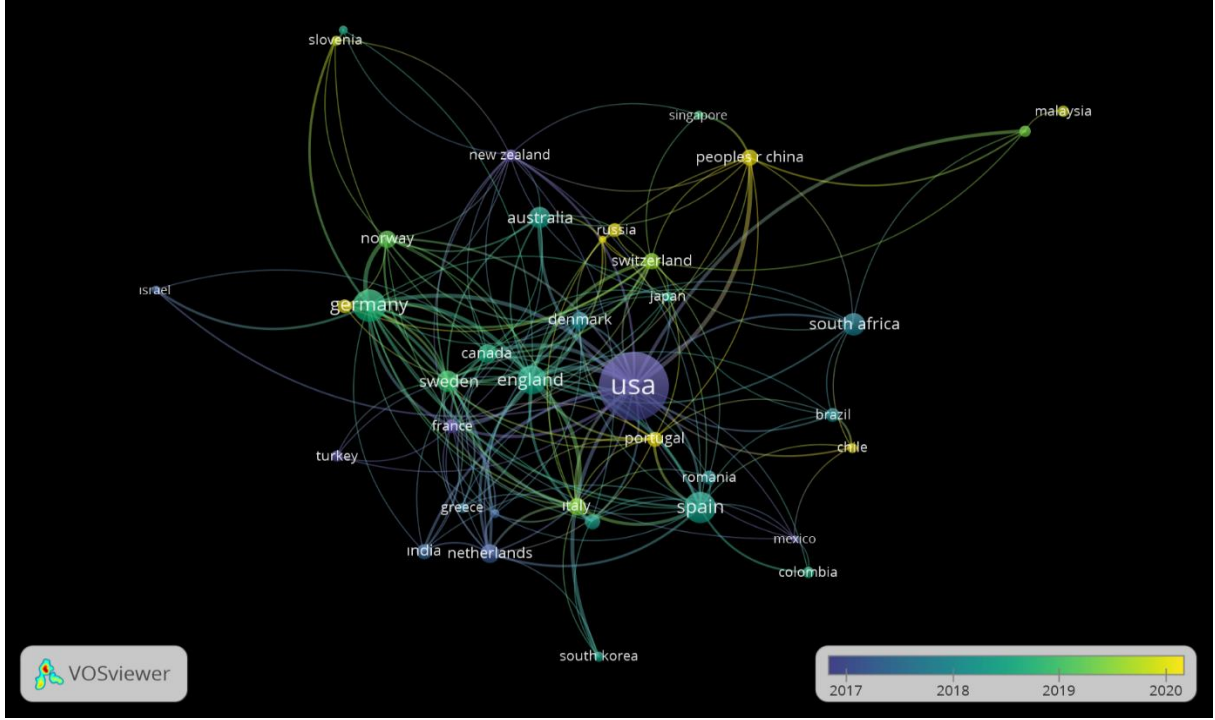 slovenia
singapore
malaysia
new zealand
peoples r china
australia
russia
norway
switzerland
israel
japan
germany
denmark
south africa
canada
sweden
england
usa
france
portugal
brazil
chile
turkey
romania
greece
italy
spain
india
netherlands
mexico
colombia
south korea
VOSviewer
2017 2018 2019 2020